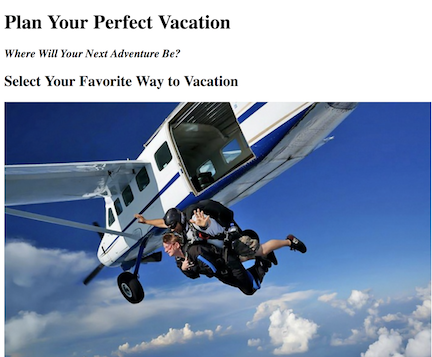 Plan Your Perfect Vacation
Where Will Your Next Adventure Be?
Select Your Favorite Way to Vacation